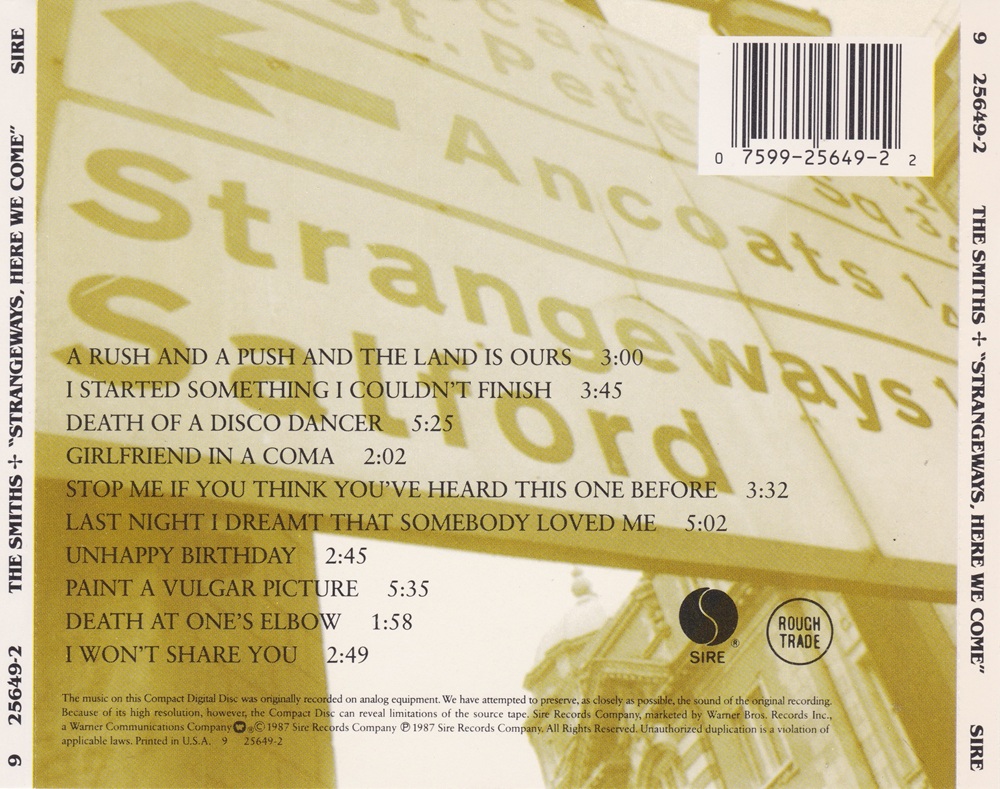 SIRE
THE SMITHS + "STRANGEWAYS, HERE WE COME"
25649-2
9
St. Pete
Ancoats
Strangeways
Salford
Sq
0 7599-25649-2 2
A RUSH AND A PUSH AND THE LAND IS OURS 3:00
I STARTED SOMETHING I COULDN'T FINISH 3:45
DEATH OF A DISCO DANCER 5:25
GIRLFRIEND IN A COMA 2:02
STOP ME IF YOU THINK YOU'VE HEARD THIS ONE BEFORE 3:32
LAST NIGHT I DREAMT THAT SOMEBODY LOVED ME 5:02
UNHAPPY BIRTHDAY 2:45
PAINT A VULGAR PICTURE 5:35
DEATH AT ONE'S ELBOW 1:58
I WON'T SHARE YOU 2:49
SIRE ®
ROUGH
TRADE
The music on this Compact Digital Disc was originally recorded on analog equipment. We have attempted to preserve, as closely as possible, the sound of the original recording.
Because of its high resolution, however, the Compact Disc can reveal limitations of the source tape. Sire Records Company, marketed by Warner Bros. Records Inc.,
a Warner Communications Company ® © 1987 Sire Records Company ℗ 1987 Sire Records Company. All Rights Reserved. Unauthorized duplication is a violation of
applicable laws. Printed in U.S.A. 9 25649-2
9
25649-2
THE SMITHS + "STRANGEWAYS, HERE WE COME"
SIRE